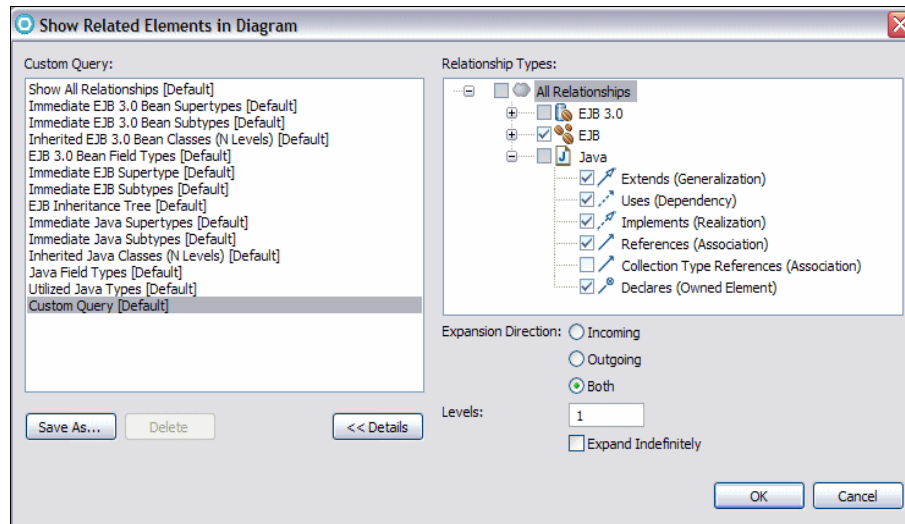 Show Related Elements in Diagram
Custom Query:
Show All Relationships [Default]
Immediate EJB 3.0 Bean Supertypes [Default]
Immediate EJB 3.0 Bean Subtypes [Default]
Inherited EJB 3.0 Bean Classes (N Levels) [Default]
EJB 3.0 Bean Field Types [Default]
Immediate EJB Supertype [Default]
Immediate EJB Subtypes [Default]
EJB Inheritance Tree [Default]
Immediate Java Supertypes [Default]
Immediate Java Subtypes [Default]
Inherited Java Classes (N Levels) [Default]
Java Field Types [Default]
Utilized Java Types [Default]
Custom Query [Default]
Save As...
Delete
<< Details
Relationship Types:
All Relationships
EJB 3.0
EJB
J Java
Extends (Generalization)
Uses (Dependency)
Implements (Realization)
References (Association)
Collection Type References (Association)
Declares (Owned Element)
Expansion Direction:
Incoming
Outgoing
Both
Levels:
1
Expand Indefinitely
OK
Cancel